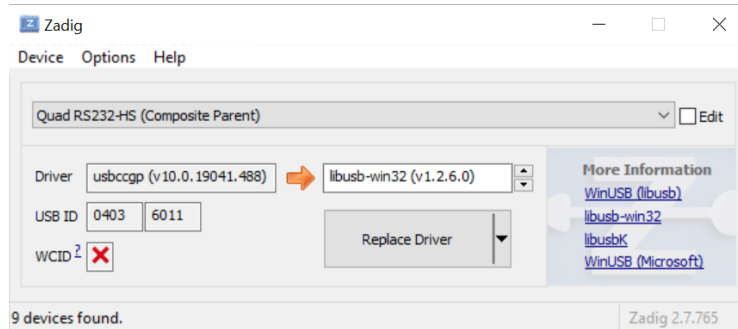 Zadig
Device Options Help
Quad RS232-HS (Composite Parent) Edit
Driver usbccgp (v10.0.19041.488) libusb-win32 (v1.2.6.0)
USB ID 0403 6011
WCID ?
Replace Driver
More Information
WinUSB (libusb)
libusb-win32
libusbK
WinUSB (Microsoft)
9 devices found. Zadig 2.7.765